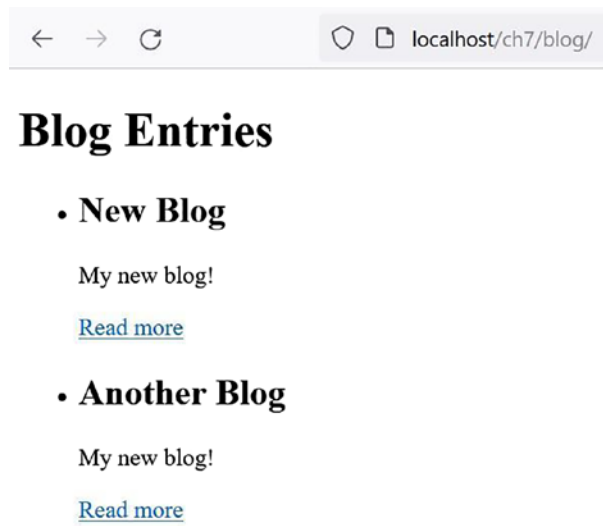 localhost/ch7/blog/
Blog Entries
New Blog
My new blog!
Read more
Another Blog
My new blog!
Read more